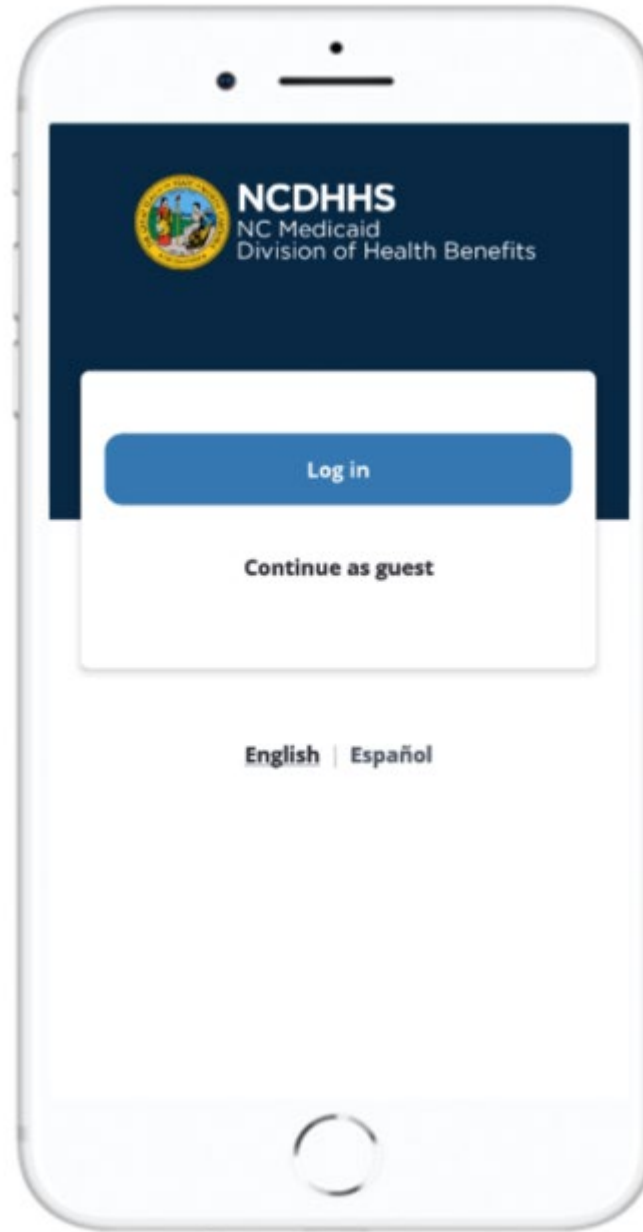 NCDHHS
NC Medicaid
Division of Health Benefits
Log in
Continue as guest
English | Español